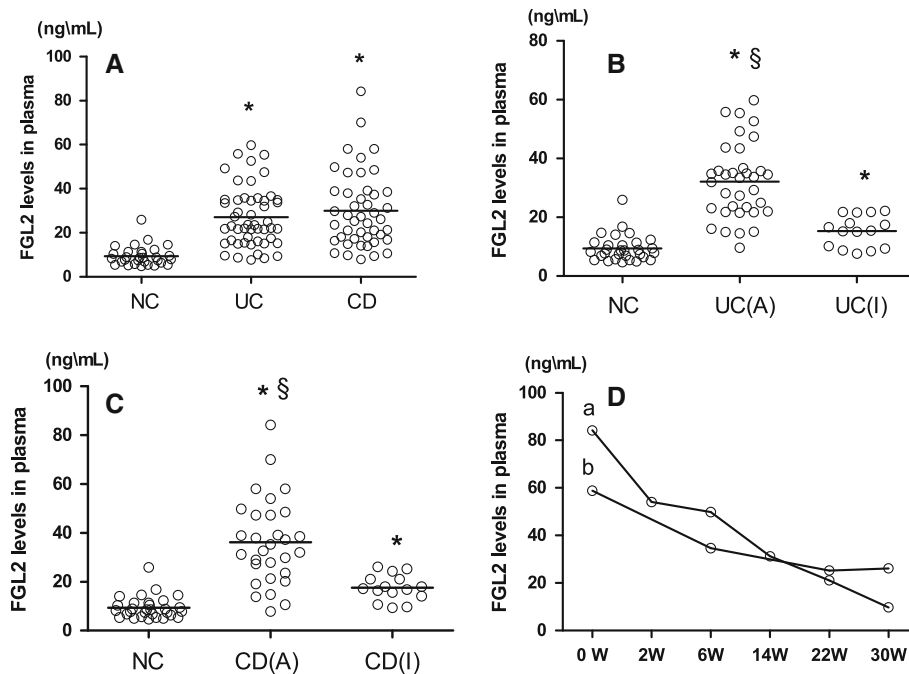 (ng\mL)
A
FGL2 levels in plasma
100
80
60
40
20
0
*
*
NC UC CD
(ng\mL)
B
FGL2 levels in plasma
80
60
40
20
0
* §
*
NC UC(A) UC(I)
(ng\mL)
C
FGL2 levels in plasma
100
80
60
40
20
0
* §
*
NC CD(A) CD(I)
(ng\mL)
D
FGL2 levels in plasma
100
80
60
40
20
0
a
b
0 W 2W 6W 14W 22W 30W